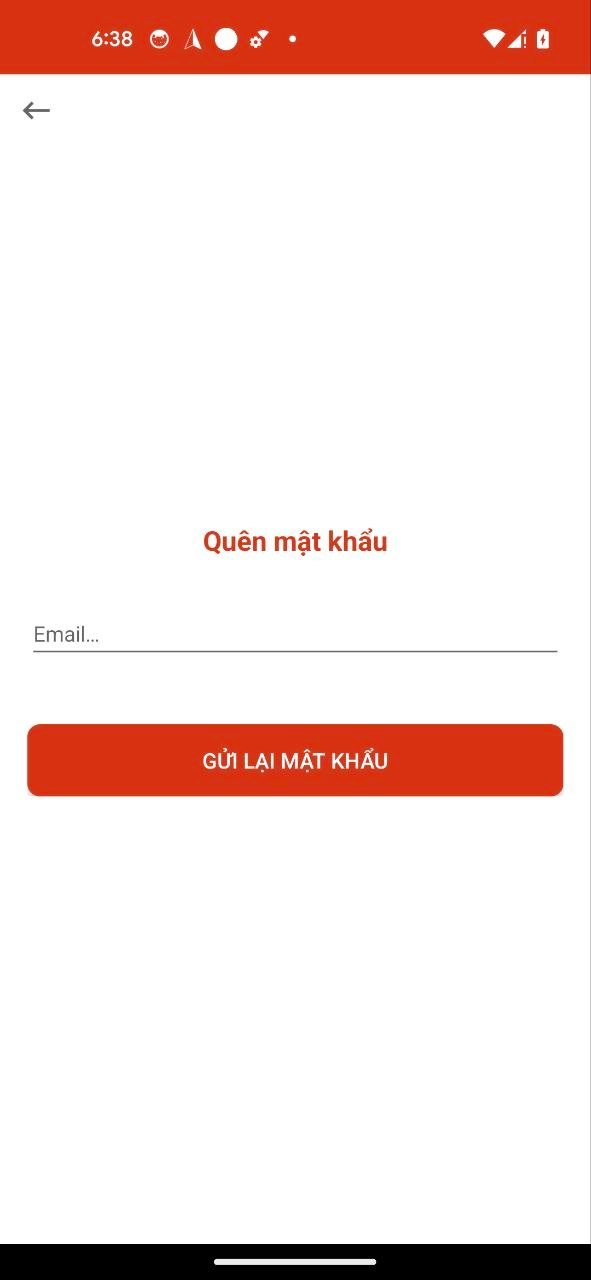 6:38
Quên mật khẩu
Email...
GỬI LẠI MẬT KHẨU